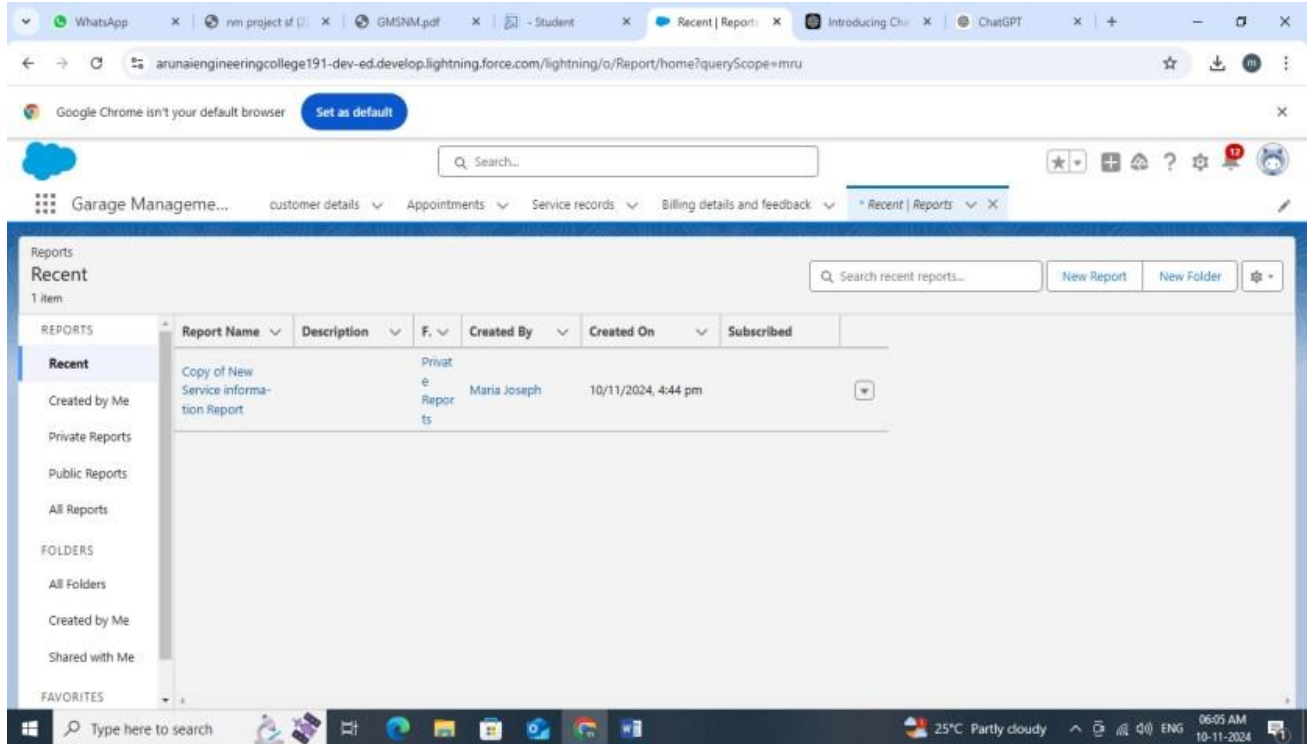 WhatsApp
nm project sf
GMSNM.pdf
- Student
Recent | Report
Introducing Cha
ChatGPT
arunaiengineeringcollege191-dev-ed.develop.lightning.force.com/lightning/o/Report/home?queryScope=mru
Google Chrome isn't your default browser
Set as default
Search...
12
Garage Manageme...
customer details
Appointments
Service records
Billing details and feedback
* Recent | Reports
Reports
Recent
1 item
Search recent reports...
New Report
New Folder
REPORTS
Recent
Created by Me
Private Reports
Public Reports
All Reports
FOLDERS
All Folders
Created by Me
Shared with Me
FAVORITES
Report Name
Description
F.
Created By
Created On
Subscribed
Copy of New
Service informa-
tion Report
Privat
e
Repor
ts
Maria Joseph
10/11/2024, 4:44 pm
Type here to search
25°C Partly cloudy
ENG
06:05 AM
10-11-2024